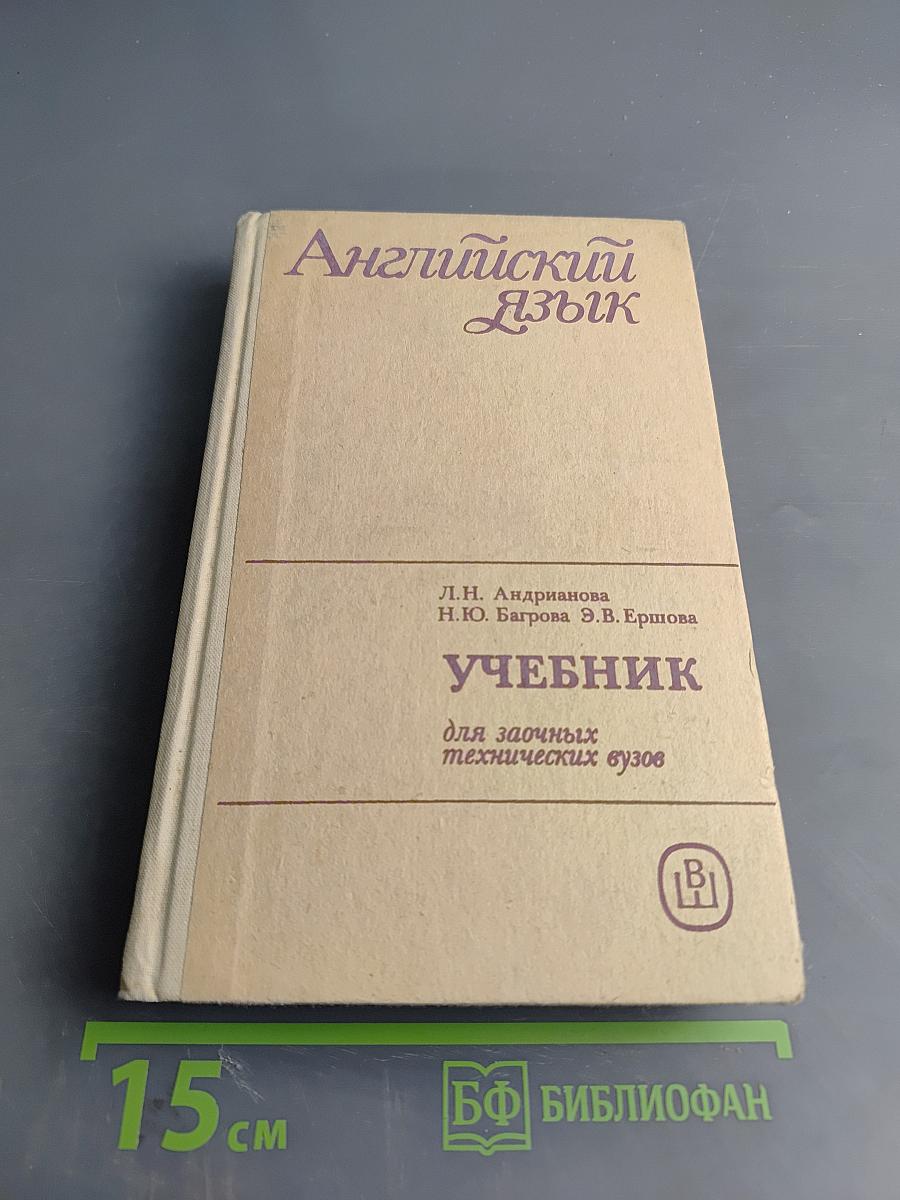 Английский
язык
Л.Н. Андрианова
Н.Ю. Багрова Э.В. Ершова
УЧЕБНИК
для заочных
технических вузов
ВШ
15 см
БФ БИБЛИОФАН